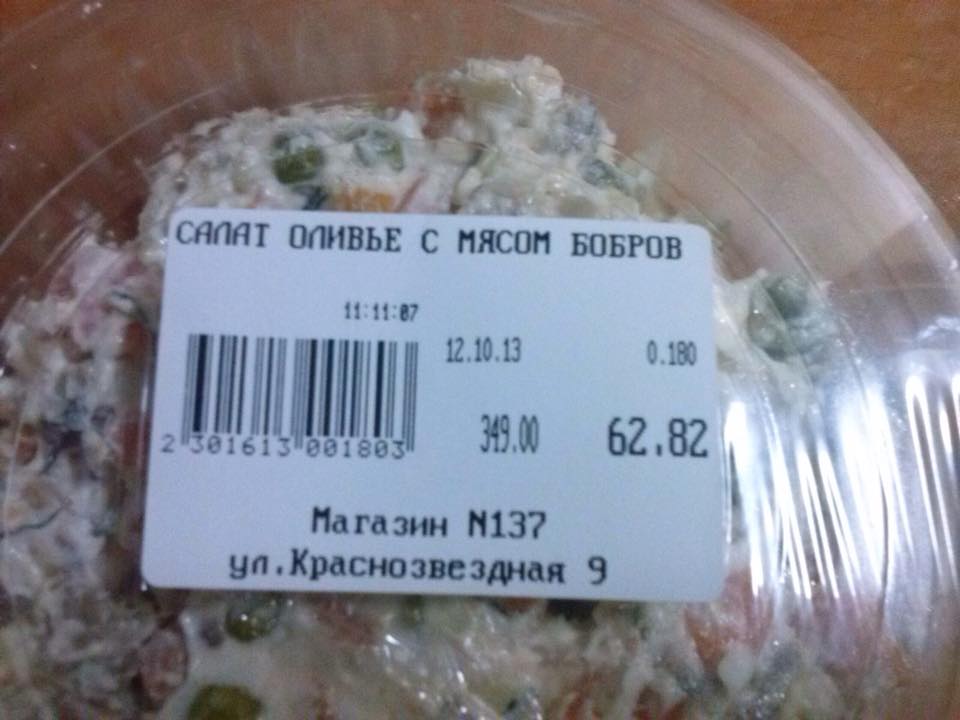 САЛАТ ОЛИВЬЕ С МЯСОМ БОБРОВ
11:11:07
12.10.13 0.180
349.00 62.82
2 301613 001803
Магазин N137
ул.Краснозвездная 9